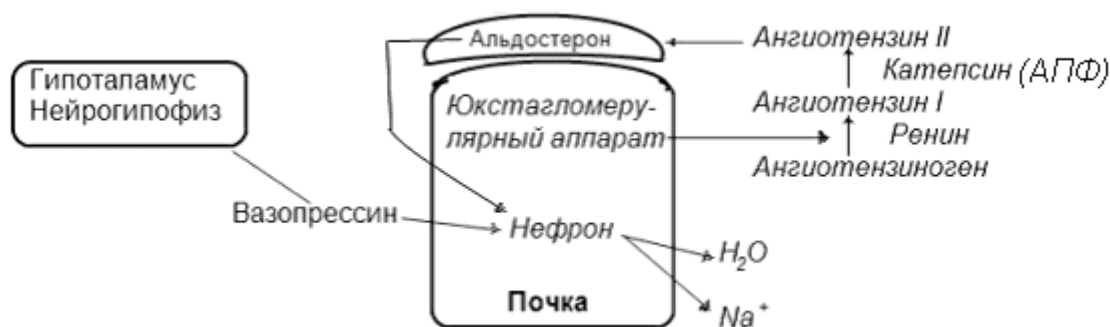 Альдостерон
Ангиотензин II
Катепсин (АПФ)
Гипоталамус
Нейрогипофиз
Юкстагломеру-
лярный аппарат
Ангиотензин I
Ренин
Ангиотензиноген
Вазопрессин
Нефрон
H₂O
Почка
Na⁺